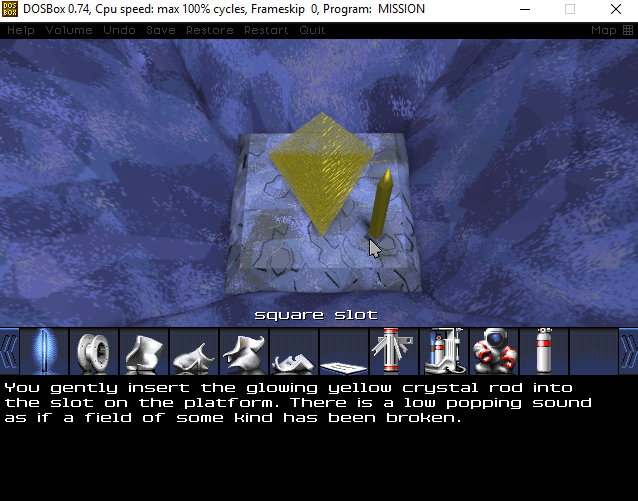 DOS
BOX
DOSBox 0.74, Cpu speed: max 100% cycles, Frameskip 0, Program: MISSION
Help Volume Undo Save Restore Restart Quit Map
square slot
You gently insert the glowing yellow crystal rod into
the slot on the platform. There is a low popping sound
as if a field of some kind has been broken.